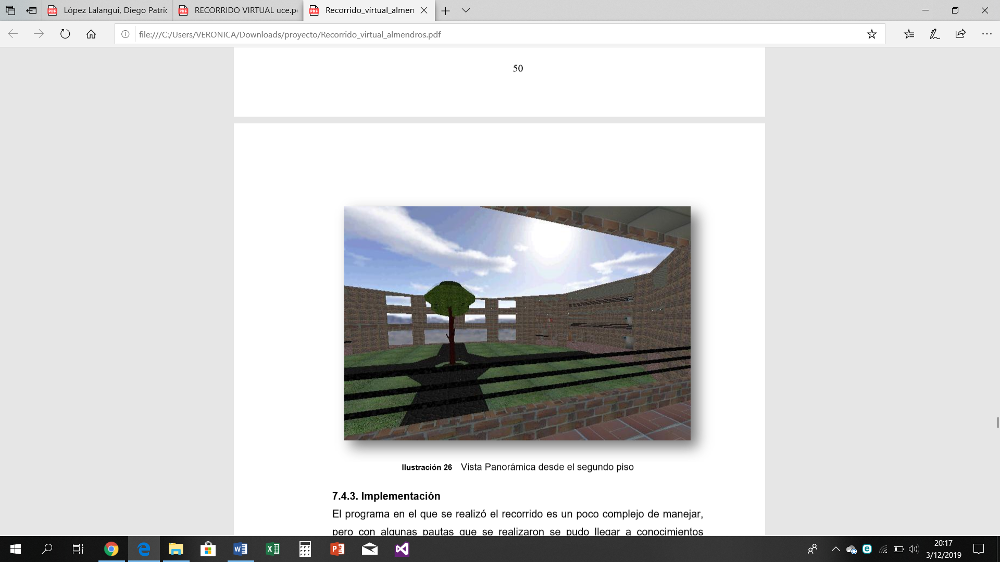 López Lalangui, Diego Patric
RECORRIDO VIRTUAL uce.p
Recorrido_virtual_almen
file:///C:/Users/VERONICA/Downloads/proyecto/Recorrido_virtual_almendros.pdf
50
Ilustración 26 Vista Panorámica desde el segundo piso
7.4.3. Implementación
El programa en el que se realizó el recorrido es un poco complejo de manejar,
pero con algunas pautas que se realizaron se pudo llegar a conocimientos
20:17
3/12/2019